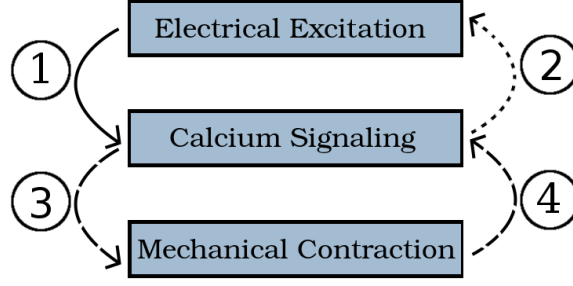 Electrical Excitation
1
2
Calcium Signaling
3
4
Mechanical Contraction